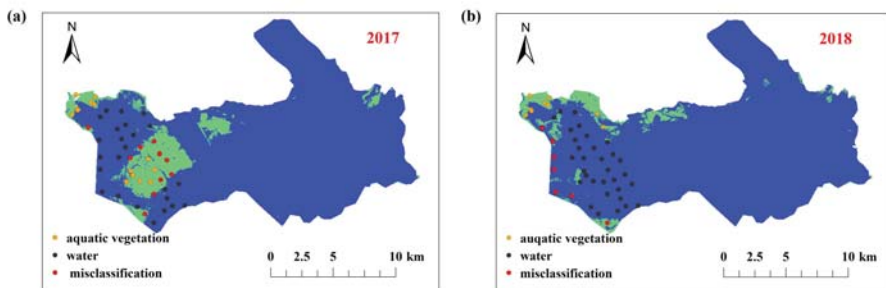 (a)
N
2017
aquatic vegetation
water
misclassification
0 2.5 5 10 km
(b)
N
2018
auqatic vegetation
water
misclassification
0 2.5 5 10 km